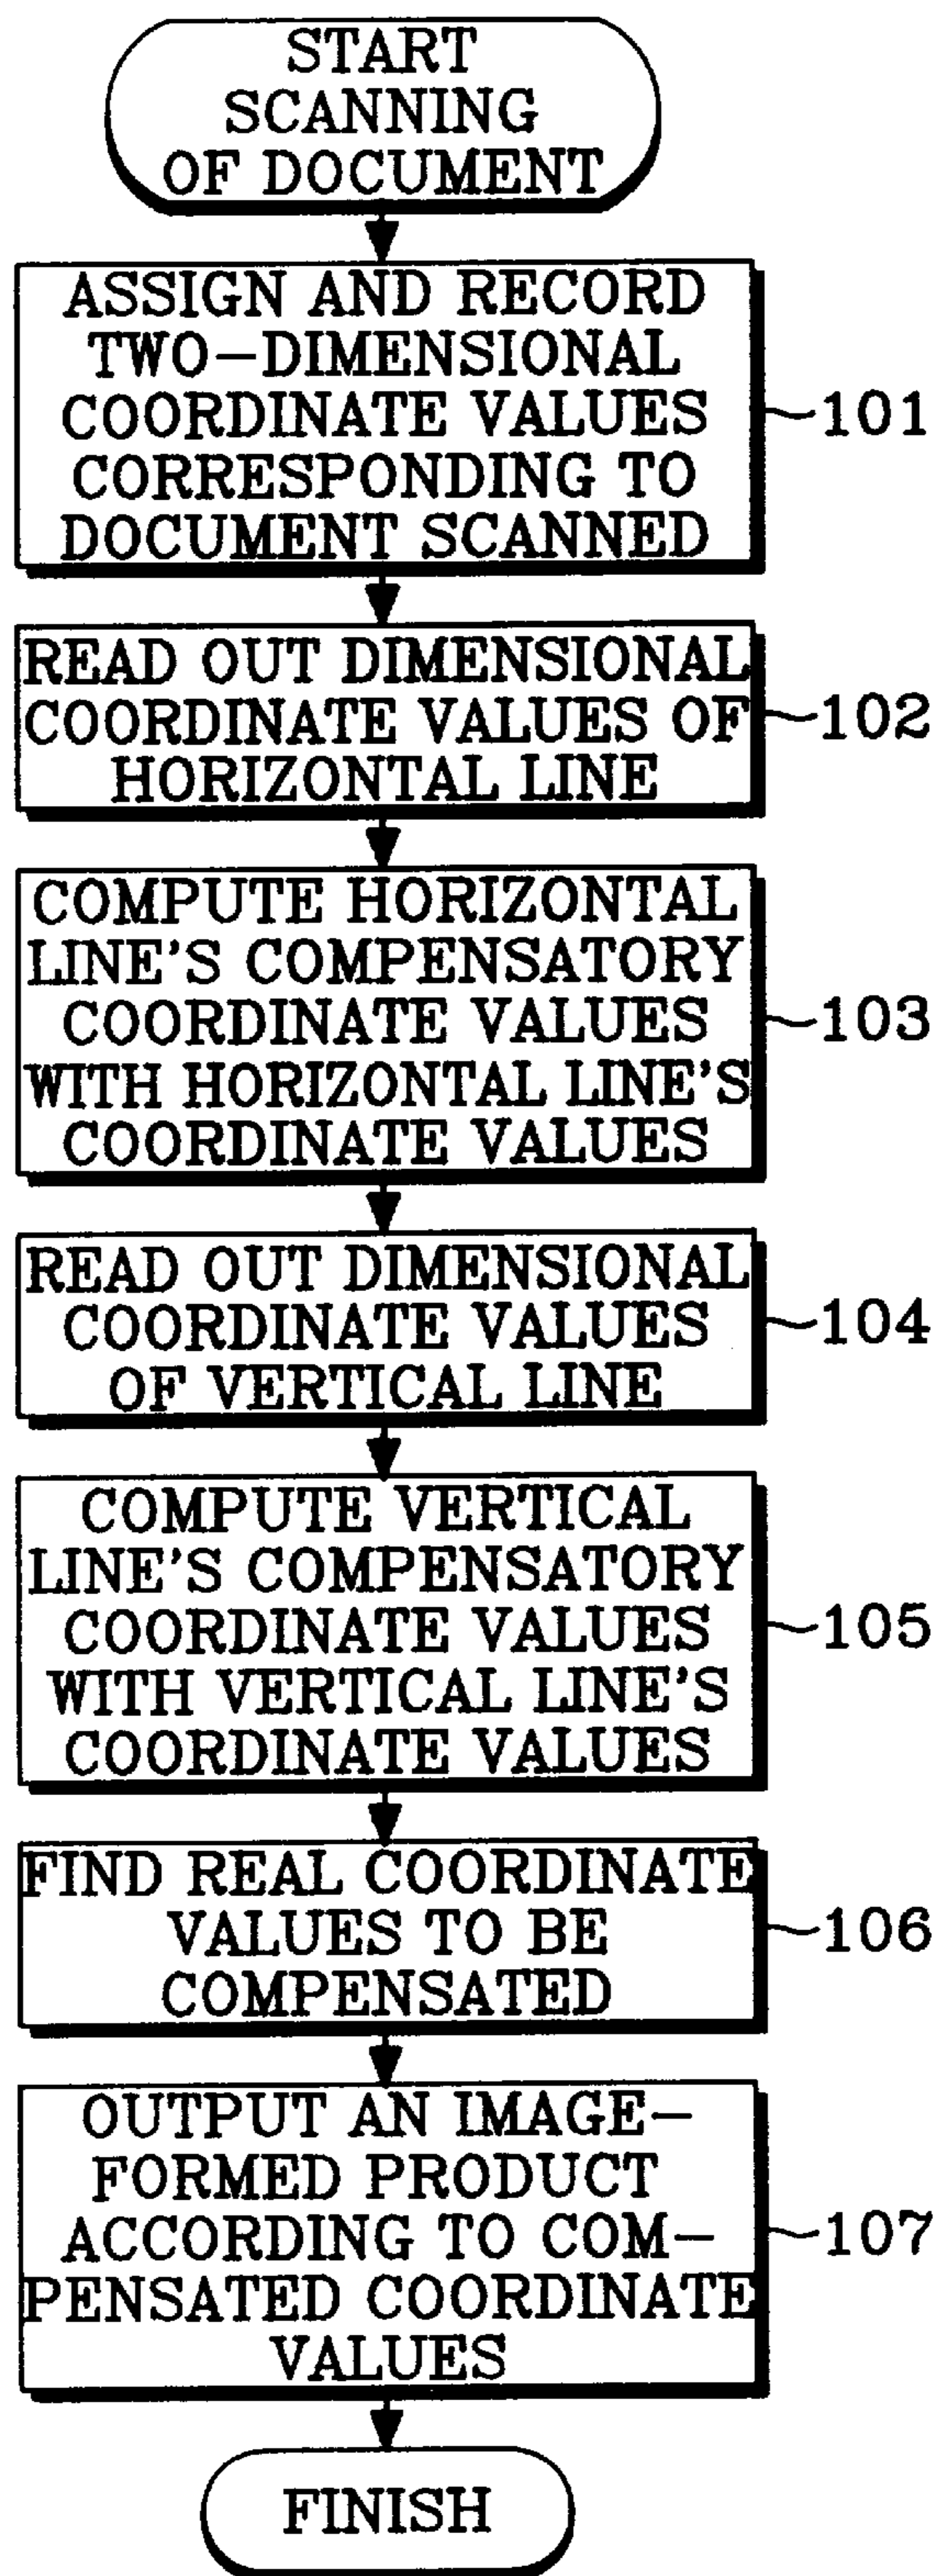 START
SCANNING
OF DOCUMENT
ASSIGN AND RECORD
TWO-DIMENSIONAL
COORDINATE VALUES
CORRESPONDING TO
DOCUMENT SCANNED
101
READ OUT DIMENSIONAL
COORDINATE VALUES OF
HORIZONTAL LINE
102
COMPUTE HORIZONTAL
LINE'S COMPENSATORY
COORDINATE VALUES
WITH HORIZONTAL LINE'S
COORDINATE VALUES
103
READ OUT DIMENSIONAL
COORDINATE VALUES
OF VERTICAL LINE
104
COMPUTE VERTICAL
LINE'S COMPENSATORY
COORDINATE VALUES
WITH VERTICAL LINE'S
COORDINATE VALUES
105
FIND REAL COORDINATE
VALUES TO BE
COMPENSATED
106
OUTPUT AN IMAGE-
FORMED PRODUCT
ACCORDING TO COM-
PENSATED COORDINATE
VALUES
107
FINISH